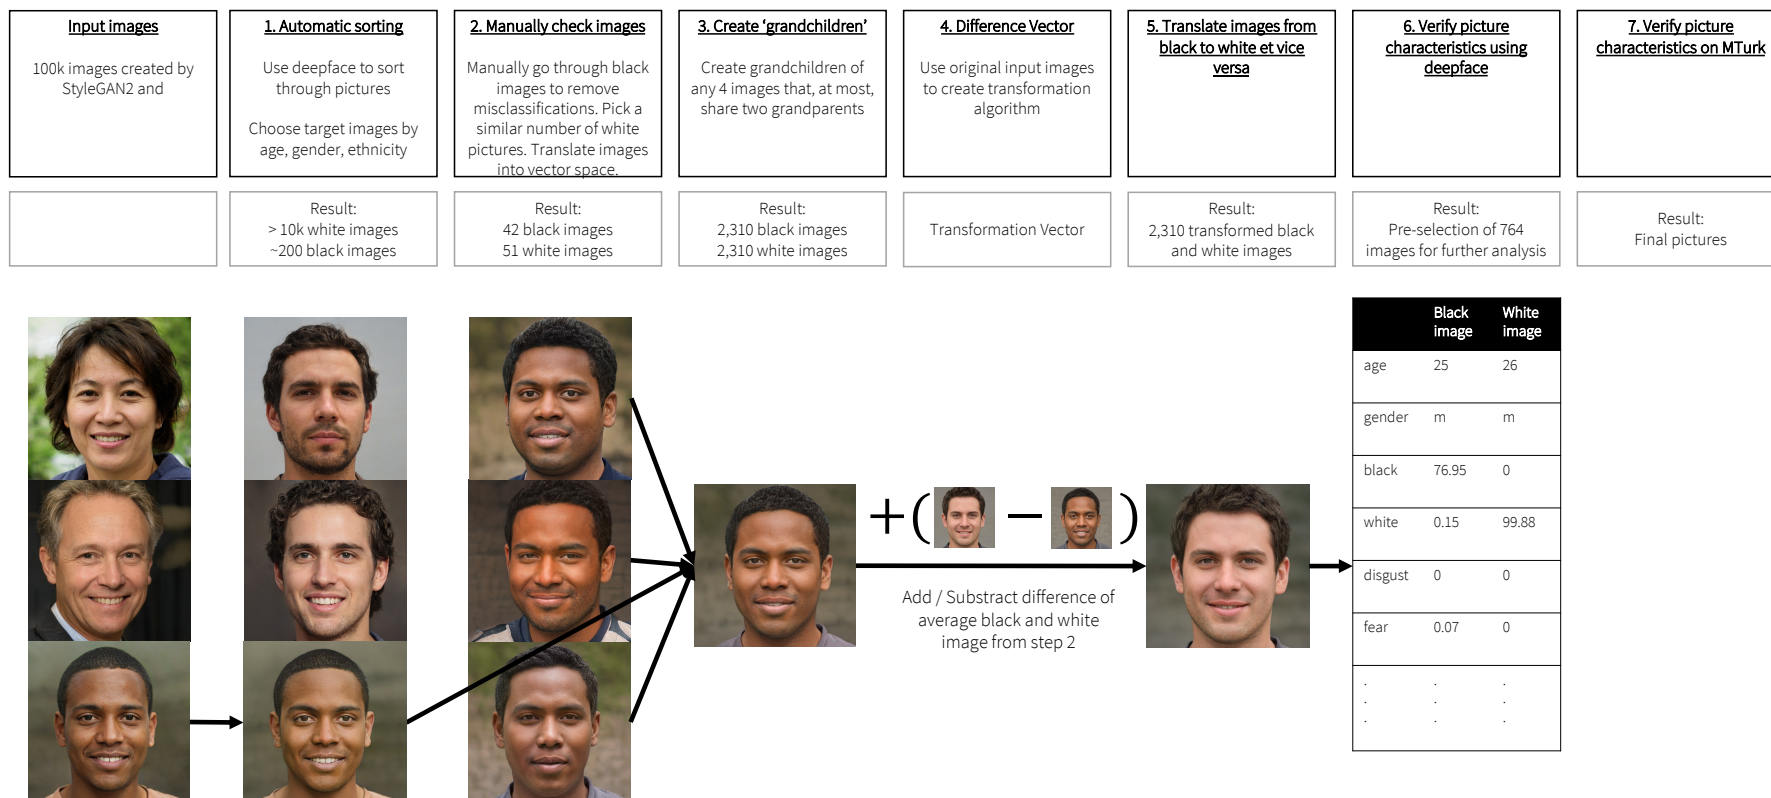 Input images
100k images created by
StyleGAN2 and
1. Automatic sorting
Use deepface to sort
through pictures
Choose target images by
age, gender, ethnicity
2. Manually check images
Manually go through black
images to remove
misclassifications. Pick a
similar number of white
pictures. Translate images
into vector space.
3. Create ‘grandchildren’
Create grandchildren of
any 4 images that, at most,
share two grandparents
4. Difference Vector
Use original input images
to create transformation
algorithm
5. Translate images from
black to white et vice
versa
6. Verify picture
characteristics using
deepface
7. Verify picture
characteristics on MTurk
Result:
> 10k white images
~200 black images
Result:
42 black images
51 white images
Result:
2,310 black images
2,310 white images
Transformation Vector
Result:
2,310 transformed black
and white images
Result:
Pre-selection of 764
images for further analysis
Result:
Final pictures
+ ( − )
Add / Substract difference of
average black and white
image from step 2
Black image White image
age 25 26
gender m m
black 76.95 0
white 0.15 99.88
disgust 0 0
fear 0.07 0
. . .
. . .
. . .